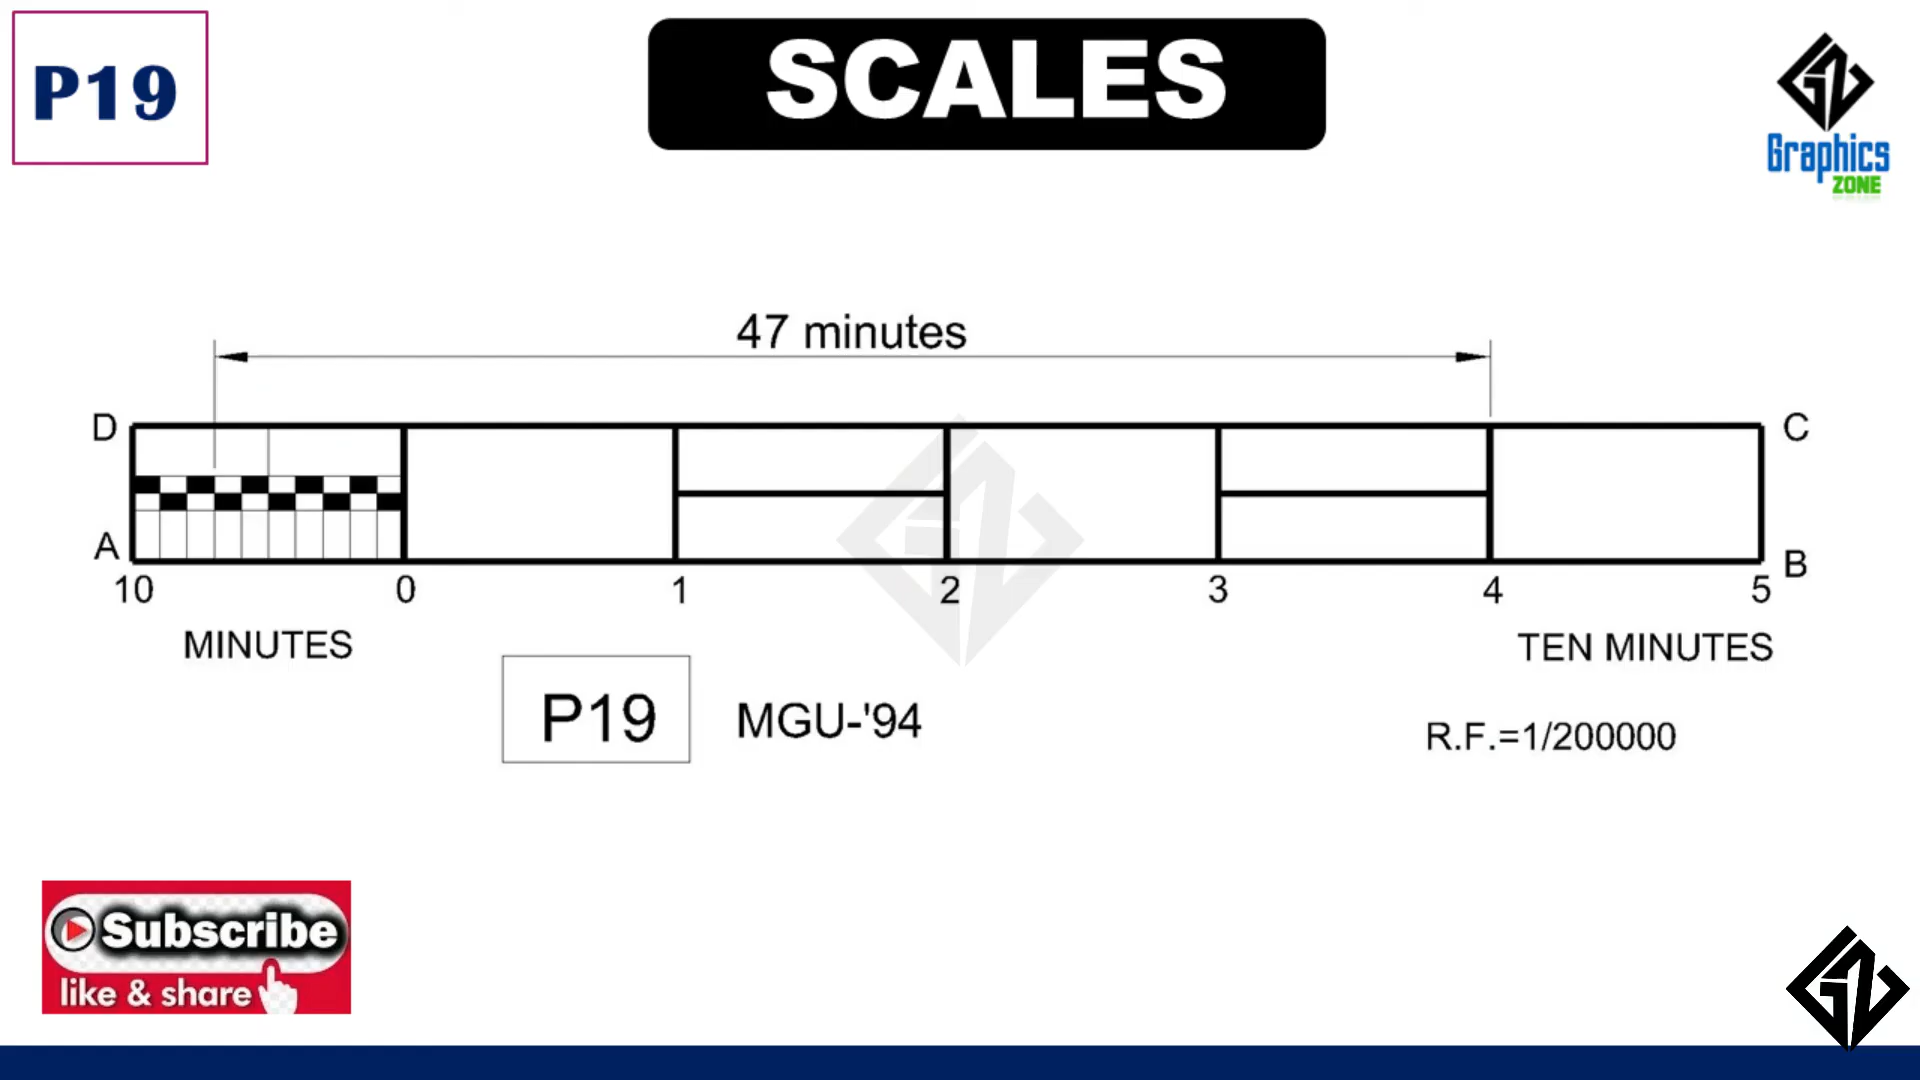 P19
SCALES
Graphics
ZONE
47 minutes
D
C
A
B
10 0 1 2 3 4 5
MINUTES
TEN MINUTES
P19
MGU-'94
R.F.=1/200000
Subscribe
like & share